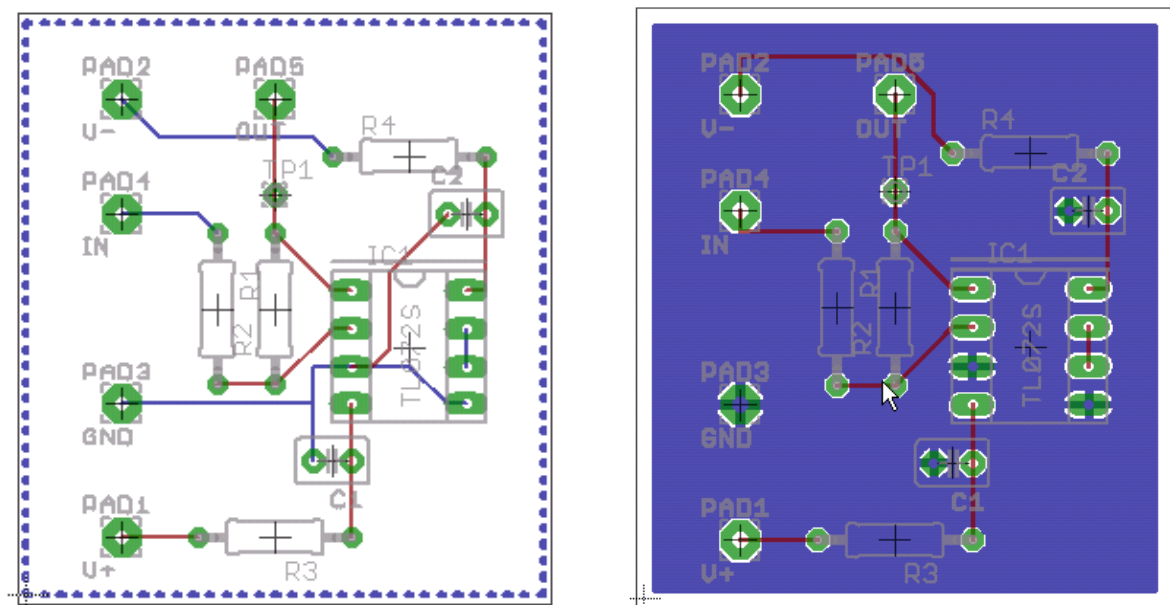 PAD2
PAD5
V-
OUT
R4
TP1
C2
PAD4
IN
IC1
R1
R2
TL072S
PAD3
GND
C1
PAD1
V+
R3
PAD2
PAD5
V-
OUT
R4
TP1
C2
PAD4
IN
IC1
R1
R2
TL072S
PAD3
GND
C1
PAD1
V+
R3